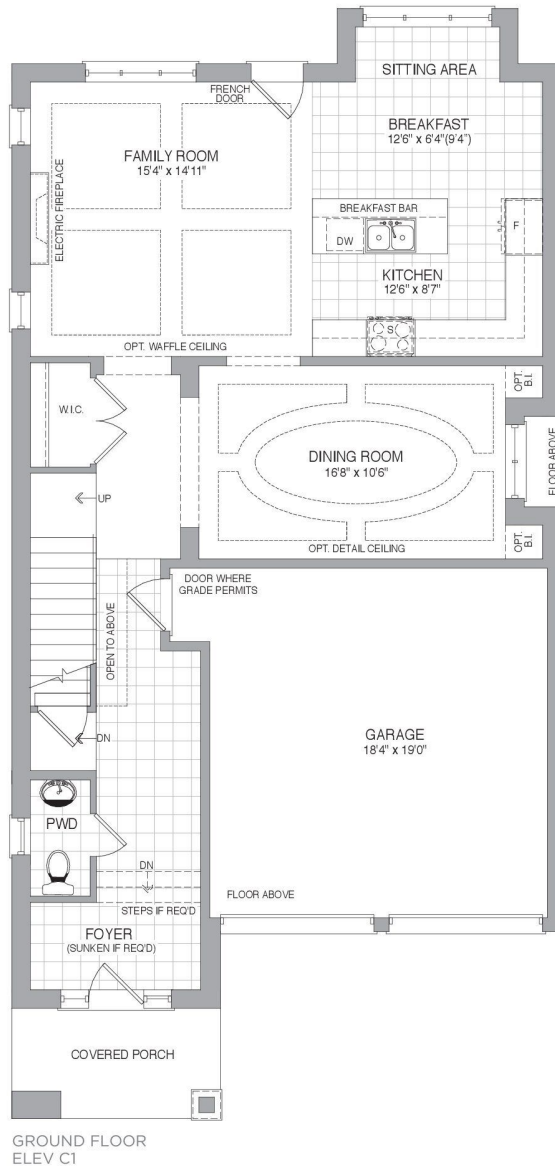 SITTING AREA
FRENCH
DOOR
BREAKFAST
12'6" x 6'4"(9'4")
FAMILY ROOM
15'4" x 14'11"
ELECTRIC FIREPLACE
BREAKFAST BAR
DW
F
KITCHEN
12'6" x 8'7"
S
OPT. WAFFLE CEILING
W.I.C.
OPT.
B.I.
DINING ROOM
16'8" x 10'6"
FLOOR ABOVE
UP
OPT. DETAIL CEILING
OPT.
B.I.
DOOR WHERE
GRADE PERMITS
OPEN TO ABOVE
GARAGE
18'4" x 19'0"
DN
PWD
DN
FLOOR ABOVE
STEPS IF REQ'D
FOYER
(SUNKEN IF REQ'D)
COVERED PORCH
GROUND FLOOR
ELEV C1